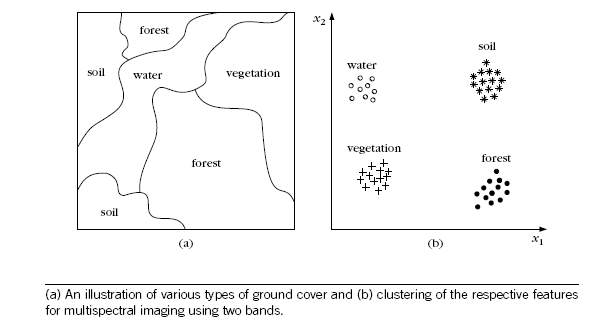 forest
soil
water
vegetation
forest
soil
(a)
x2
soil
water
vegetation
forest
x1
(b)
(a) An illustration of various types of ground cover and (b) clustering of the respective features
for multispectral imaging using two bands.